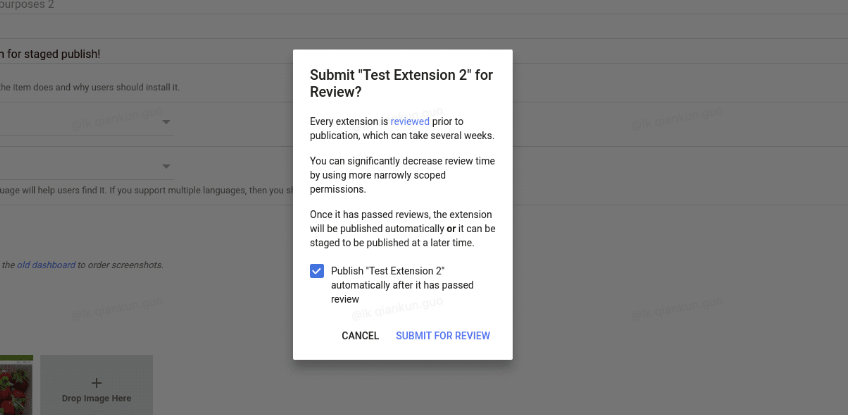 urposes 2
n for staged publish!
the item does and why users should install it.
uage will help users find it. If you support multiple languages, then you s
the old dashboard to order screenshots.
Drop Image Here
Submit "Test Extension 2" for
Review?
Every extension is reviewed prior to
publication, which can take several weeks.
You can significantly decrease review time
by using more narrowly scoped
permissions.
Once it has passed reviews, the extension
will be published automatically or it can be
staged to be published at a later time.
Publish "Test Extension 2"
automatically after it has passed
review
CANCEL
SUBMIT FOR REVIEW